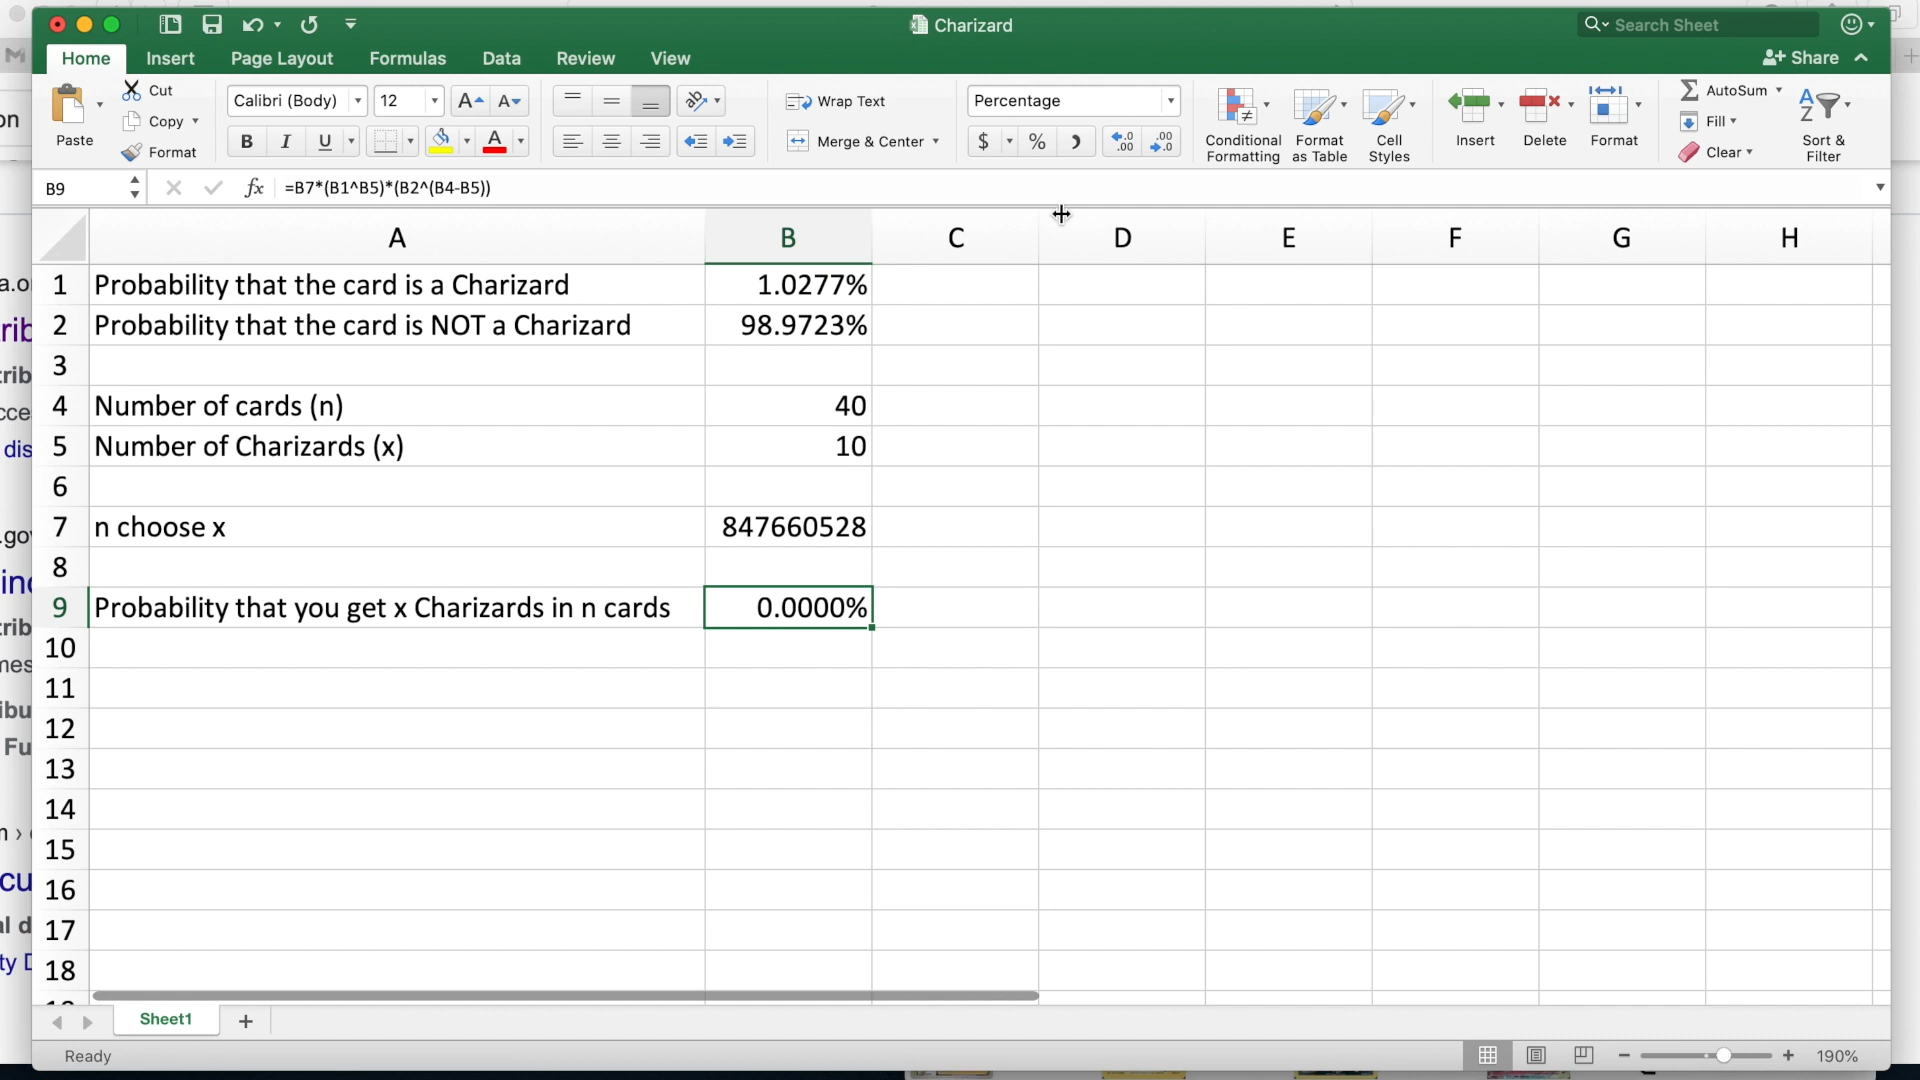 Charizard
Search Sheet
Home Insert Page Layout Formulas Data Review View
Share
Paste
Cut
Copy
Format
Calibri (Body) 12
Wrap Text
Merge & Center
Percentage
Conditional Formatting
Format as Table
Cell Styles
Insert
Delete
Format
AutoSum
Fill
Clear
Sort & Filter
B9 fx =B7*(B1^B5)*(B2^(B4-B5))
A B C D E F G H
1 Probability that the card is a Charizard 1.0277%
2 Probability that the card is NOT a Charizard 98.9723%
3
4 Number of cards (n) 40
5 Number of Charizards (x) 10
6
7 n choose x 847660528
8
9 Probability that you get x Charizards in n cards 0.0000%
10
11
12
13
14
15
16
17
18
Sheet1
Ready
190%